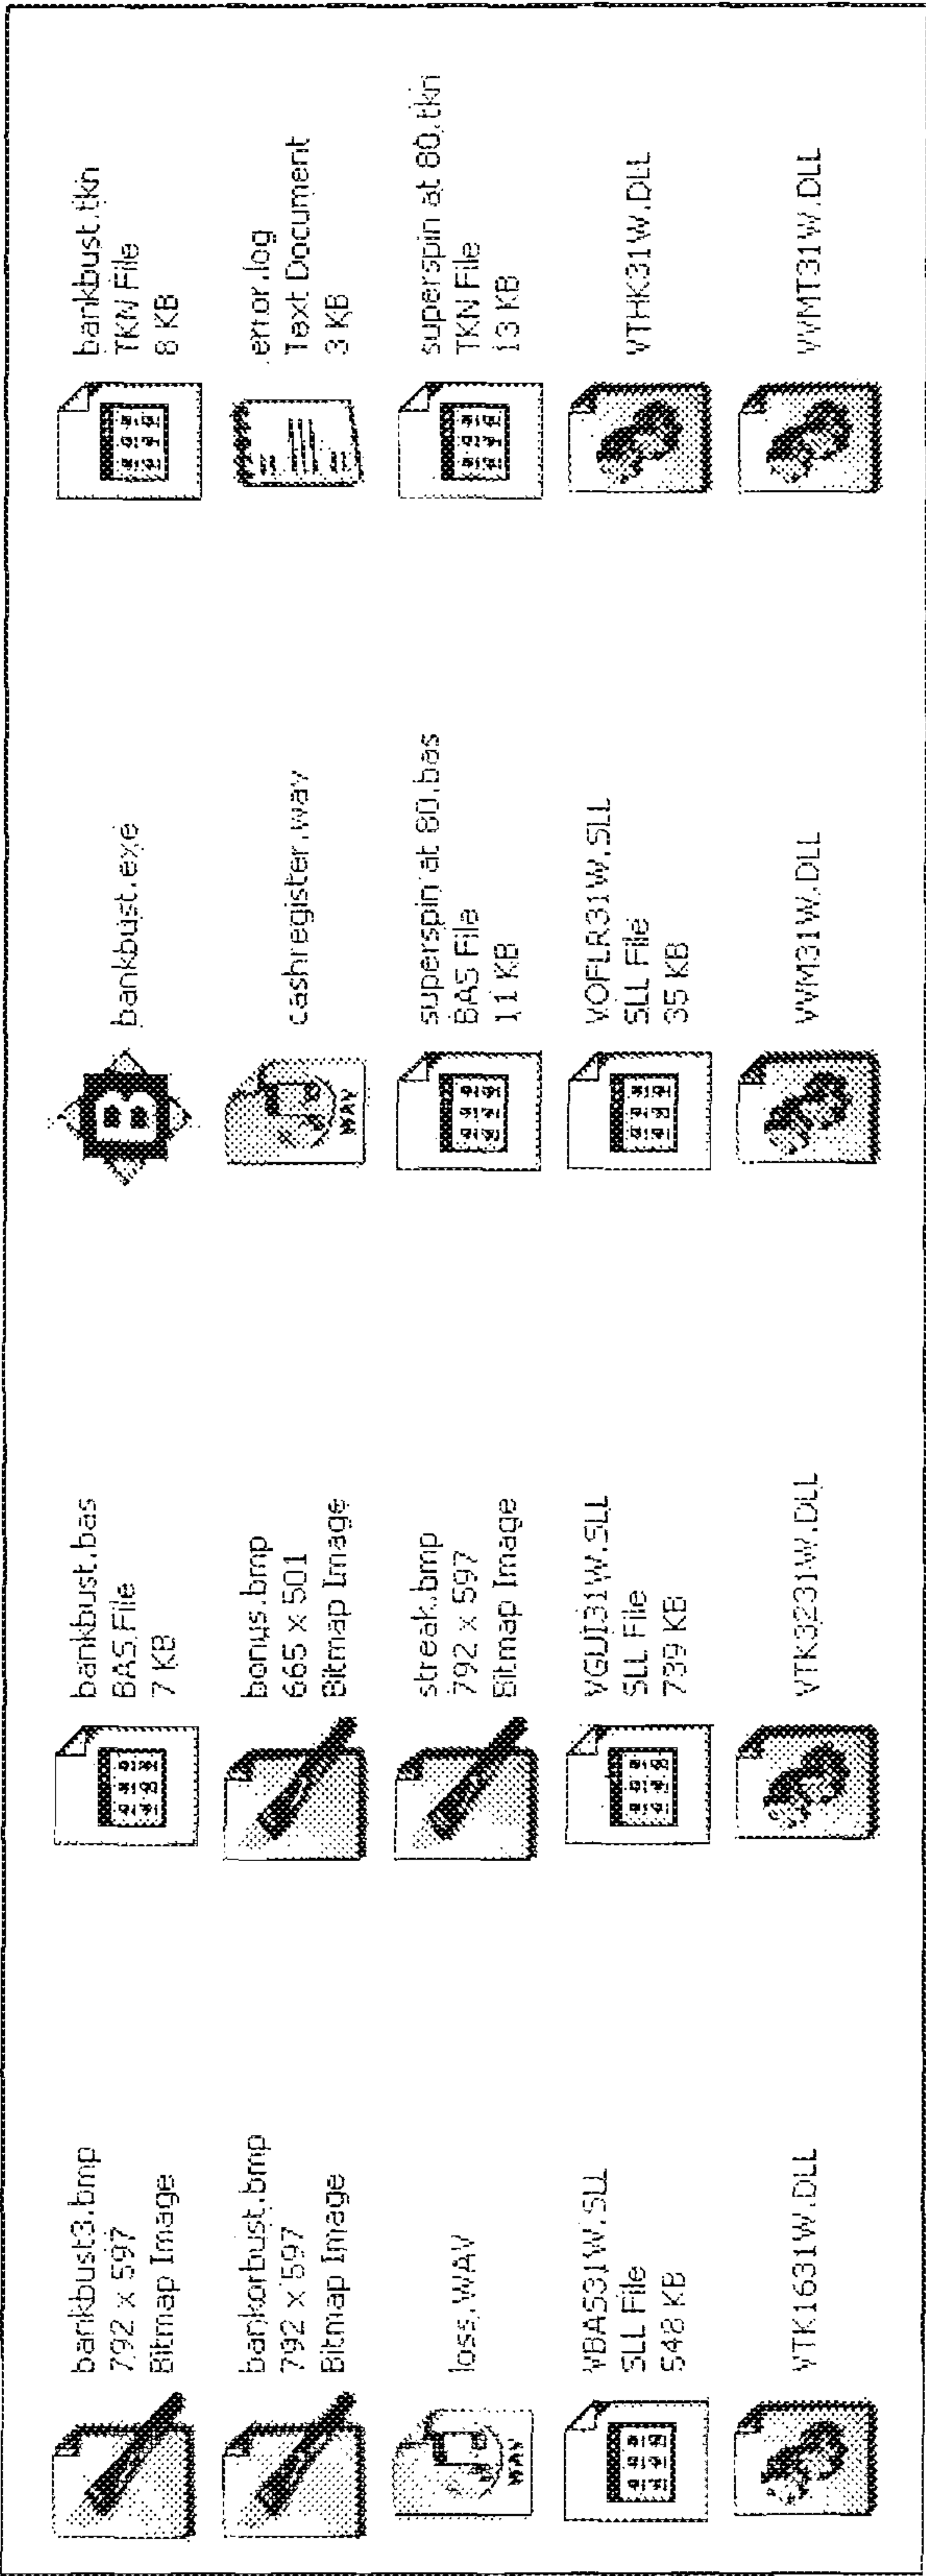 bankbust3.bmp
792 x 597
Bitmap Image
bankbust.bas
BAS File
7 KB
bankbust.exe
bankbust.tkn
TKN File
8 KB
bankorbust.bmp
792 x 597
Bitmap Image
bonus.bmp
665 x 501
Bitmap Image
cashregister.wav
WAV
error.log
Text Document
3 KB
loss.WAV
WAV
streak.bmp
792 x 597
Bitmap Image
superspin at 80.bas
BAS File
11 KB
superspin at 80.tkn
TKN File
13 KB
VBAS31W.SLL
SLL File
548 KB
VGUI31W.SLL
SLL File
739 KB
VOFLR31W.SLL
SLL File
35 KB
VTHK31W.DLL
VTK1631W.DLL
VTK3231W.DLL
VVM31W.DLL
VVMT31W.DLL